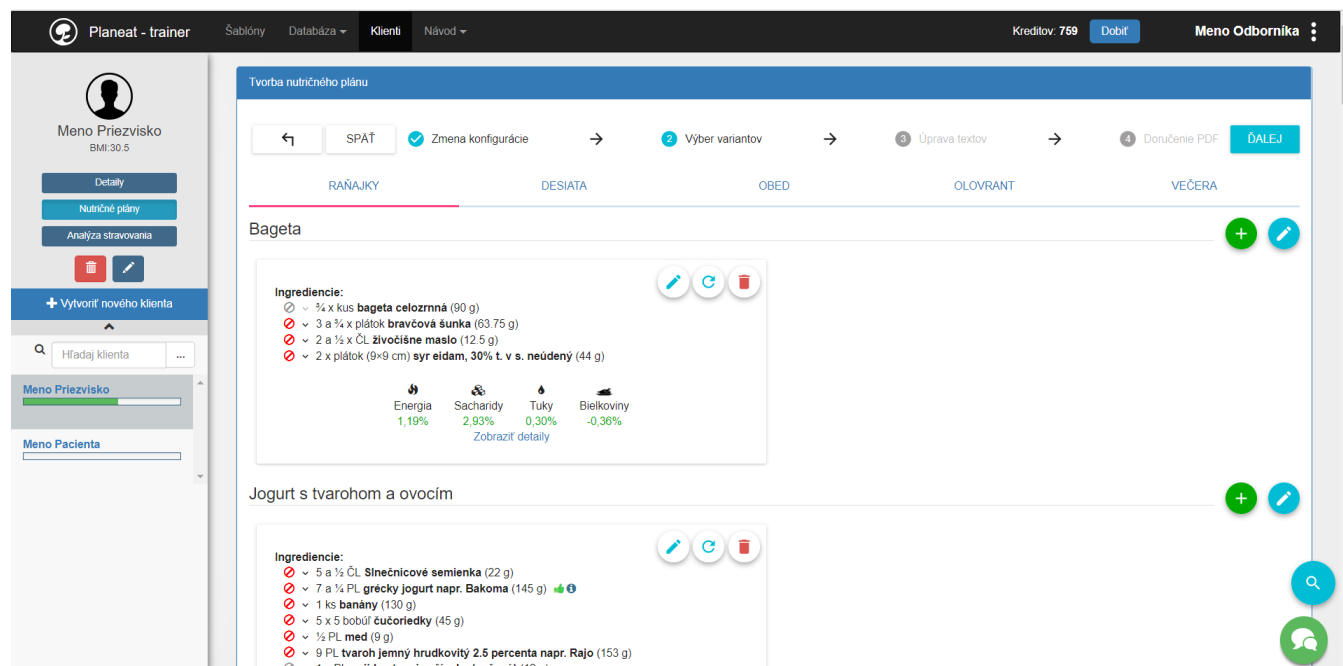 Planeat - trainer
Šablóny
Databáza
Klienti
Návod
Kreditov: 759
Dobiť
Meno Odborníka
Meno Priezvisko
BMI:30.5
Detaily
Nutričné plány
Analýza stravovania
Vytvoriť nového klienta
Hľadaj klienta
...
Meno Priezvisko
Meno Pacienta
Tvorba nutričného plánu
SPÄŤ
Zmena konfigurácie
2 Výber variantov
3 Úprava textov
4 Doručenie PDF
ĎALEJ
RAŇAJKY
DESIATA
OBED
OLOVRANT
VEČERA
Bageta
Ingrediencie:
¾ x kus bageta celozrnná (90 g)
3 a ¾ x plátok bravčová šunka (63.75 g)
2 a ½ x ČL živočíšne maslo (12.5 g)
2 x plátok (9×9 cm) syr eidam, 30% t. v s. neúdený (44 g)
Energia Sacharidy Tuky Bielkoviny
1,19% 2,93% 0,30% -0,36%
Zobraziť detaily
Jogurt s tvarohom a ovocím
Ingrediencie:
5 a ½ ČL Slnečnicové semienka (22 g)
7 a ¼ PL grécky jogurt napr. Bakoma (145 g)
1 ks banány (130 g)
5 x 5 bobúľ čučoriedky (45 g)
½ PL med (9 g)
9 PL tvaroh jemný hrudkovitý 2.5 percenta napr. Rajo (153 g)